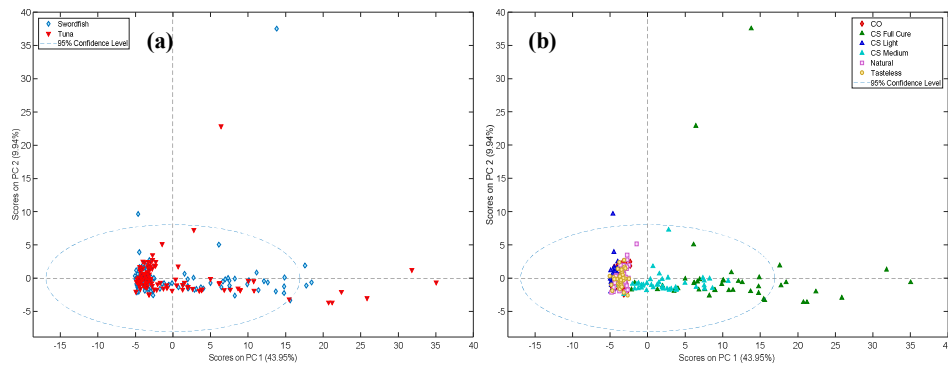 Swordfish
Tuna
95% Confidence Level
(a)
40
35
30
25
20
15
10
5
0
-5
-15
-10
-5
0
5
10
15
20
25
30
35
40
Scores on PC 1 (43.95%)
Scores on PC 2 (9.94%)
(b)
CO
CS Full Cure
CS Light
CS Medium
Natural
Tasteless
95% Confidence Level
40
35
30
25
20
15
10
5
0
-5
-15
-10
-5
0
5
10
15
20
25
30
35
40
Scores on PC 1 (43.95%)
Scores on PC 2 (9.94%)